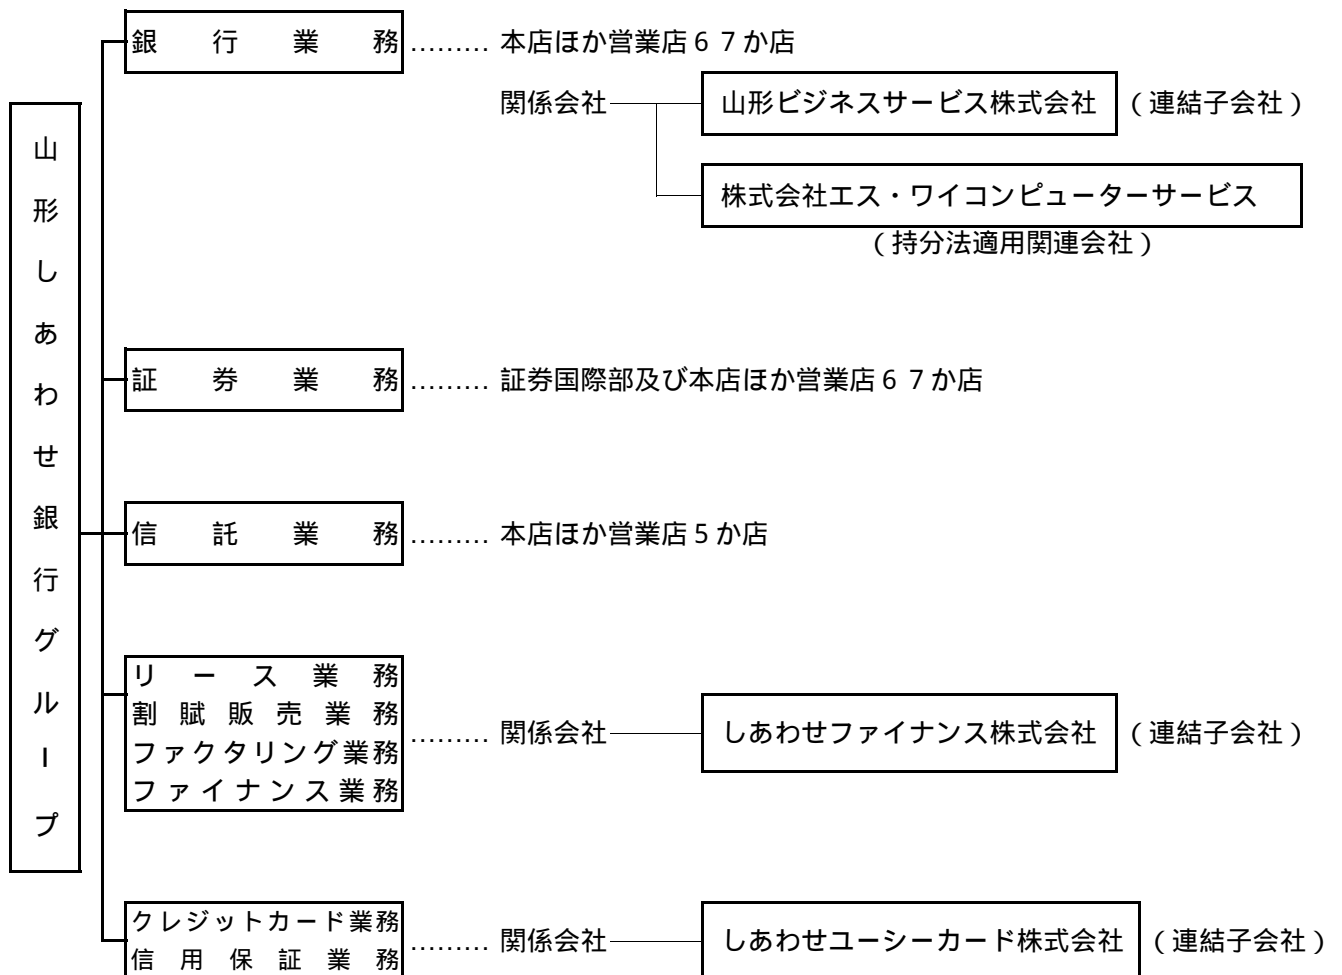 山形しあわせ銀行グループ
銀行業務 ……… 本店ほか営業店67か店
関係会社 山形ビジネスサービス株式会社 (連結子会社)
株式会社エス・ワイコンピューターサービス
(持分法適用関連会社)
証券業務 ……… 証券国際部及び本店ほか営業店67か店
信託業務 ……… 本店ほか営業店5か店
リース業務
割賦販売業務
ファクタリング業務
ファイナンス業務
……… 関係会社 しあわせファイナンス株式会社 (連結子会社)
クレジットカード業務
信用保証業務
……… 関係会社 しあわせユーシーカード株式会社 (連結子会社)